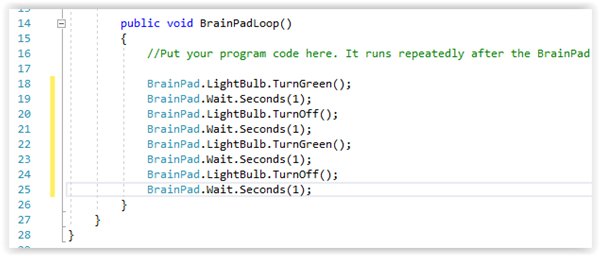 14 public void BrainPadLoop()
15 {
16 //Put your program code here. It runs repeatedly after the BrainPad
17
18 BrainPad.LightBulb.TurnGreen();
19 BrainPad.Wait.Seconds(1);
20 BrainPad.LightBulb.TurnOff();
21 BrainPad.Wait.Seconds(1);
22 BrainPad.LightBulb.TurnGreen();
23 BrainPad.Wait.Seconds(1);
24 BrainPad.LightBulb.TurnOff();
25 BrainPad.Wait.Seconds(1);
26 }
27 }
28 }